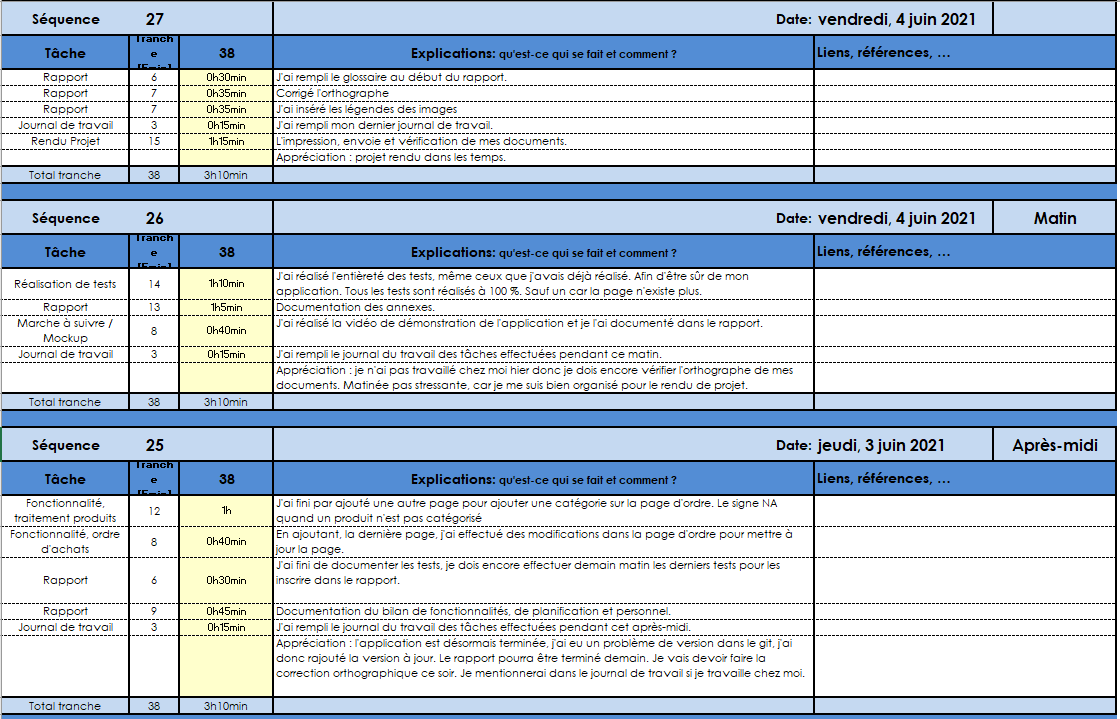 Séquence 27 Date: vendredi, 4 juin 2021
Tâche Tranche 38 Explications: qu'est-ce qui se fait et comment ? Liens, références, …
Rapport 6 0h30min J'ai rempli le glossaire au début du rapport.
Rapport 7 0h35min Corrigé l'orthographe
Rapport 7 0h35min J'ai inséré les légendes des images
Journal de travail 3 0h15min J'ai rempli mon dernier journal de travail.
Rendu Projet 15 1h15min L'impression, envoie et vérification de mes documents.
Appréciation : projet rendu dans les temps.
Total tranche 38 3h10min
Séquence 26 Date: vendredi, 4 juin 2021 Matin
Tâche Tranche 38 Explications: qu'est-ce qui se fait et comment ? Liens, références, …
Réalisation de tests 14 1h10min J'ai réalisé l'entièreté des tests, même ceux que j'avais déjà réalisé. Afin d'être sûr de mon
application. Tous les tests sont réalisés à 100 %. Sauf un car la page n'existe plus.
Rapport 13 1h5min Documentation des annexes.
Marche à suivre / 8 0h40min J'ai réalisé la vidéo de démonstration de l'application et je l'ai documenté dans le rapport.
Mockup
Journal de travail 3 0h15min J'ai rempli le journal du travail des tâches effectuées pendant ce matin.
Appréciation : je n'ai pas travaillé chez moi hier donc je dois encore vérifier l'orthographe de mes
documents. Matinée pas stressante, car je me suis bien organisé pour le rendu de projet.
Total tranche 38 3h10min
Séquence 25 Date: jeudi, 3 juin 2021 Après-midi
Tâche Tranche 38 Explications: qu'est-ce qui se fait et comment ? Liens, références, …
Fonctionnalité, 12 1h J'ai fini par ajouté une autre page pour ajouter une catégorie sur la page d'ordre. Le signe NA
traitement produits quand un produit n'est pas catégorisé
Fonctionnalité, ordre 8 0h40min En ajoutant, la dernière page, j'ai effectué des modifications dans la page d'ordre pour mettre à
d'achats jour la page.
Rapport 6 0h30min J'ai fini de documenter les tests, je dois encore effectuer demain matin les derniers tests pour les
inscrire dans le rapport.
Rapport 9 0h45min Documentation du bilan de fonctionnalités, de planification et personnel.
Journal de travail 3 0h15min J'ai rempli le journal du travail des tâches effectuées pendant cet après-midi.
Appréciation : l'application est désormais terminée, j'ai eu un problème de version dans le git, j'ai
donc rajouté la version à jour. Le rapport pourra être terminé demain. Je vais devoir faire la
correction orthographique ce soir. Je mentionnerai dans le journal de travail si je travaille chez moi.
Total tranche 38 3h10min